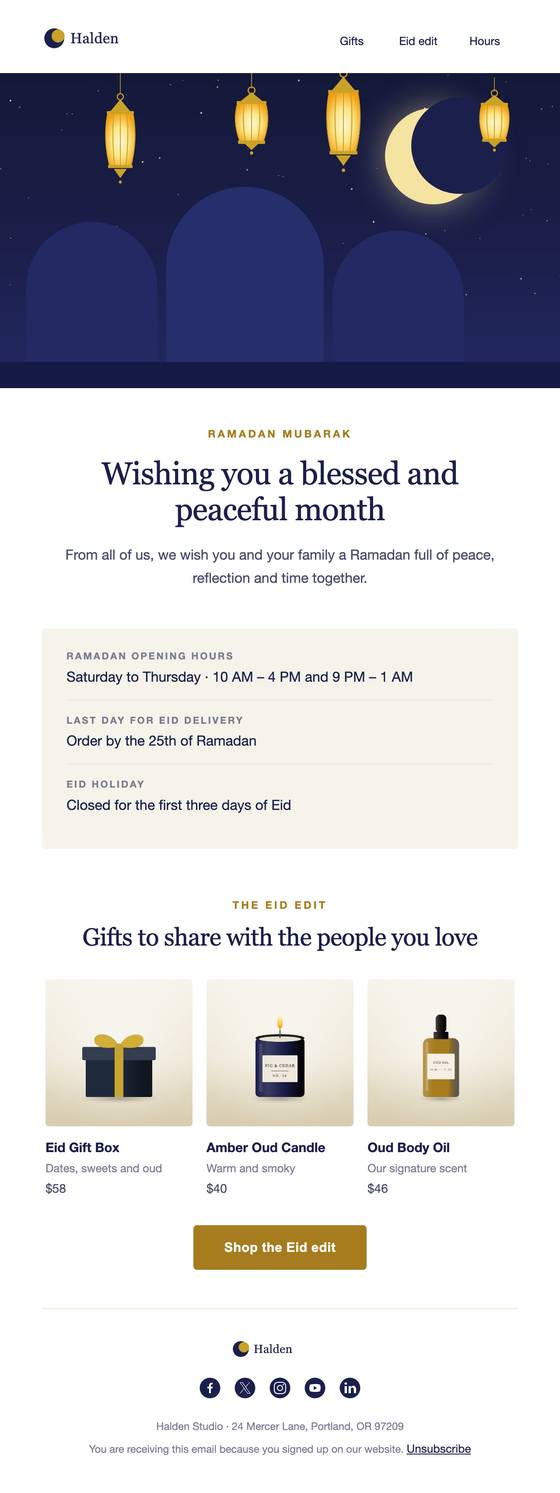 Halden
Gifts
Eid edit
Hours
RAMADAN MUBARAK
Wishing you a blessed and
peaceful month
From all of us, we wish you and your family a Ramadan full of peace,
reflection and time together.
RAMADAN OPENING HOURS
Saturday to Thursday · 10 AM – 4 PM and 9 PM – 1 AM
LAST DAY FOR EID DELIVERY
Order by the 25th of Ramadan
EID HOLIDAY
Closed for the first three days of Eid
THE EID EDIT
Gifts to share with the people you love
FIG & CEDAR
Eid Gift Box
Dates, sweets and oud
$58
Amber Oud Candle
Warm and smoky
$40
Oud Body Oil
Our signature scent
$46
Shop the Eid edit
Halden
Halden Studio · 24 Mercer Lane, Portland, OR 97209
You are receiving this email because you signed up on our website. Unsubscribe